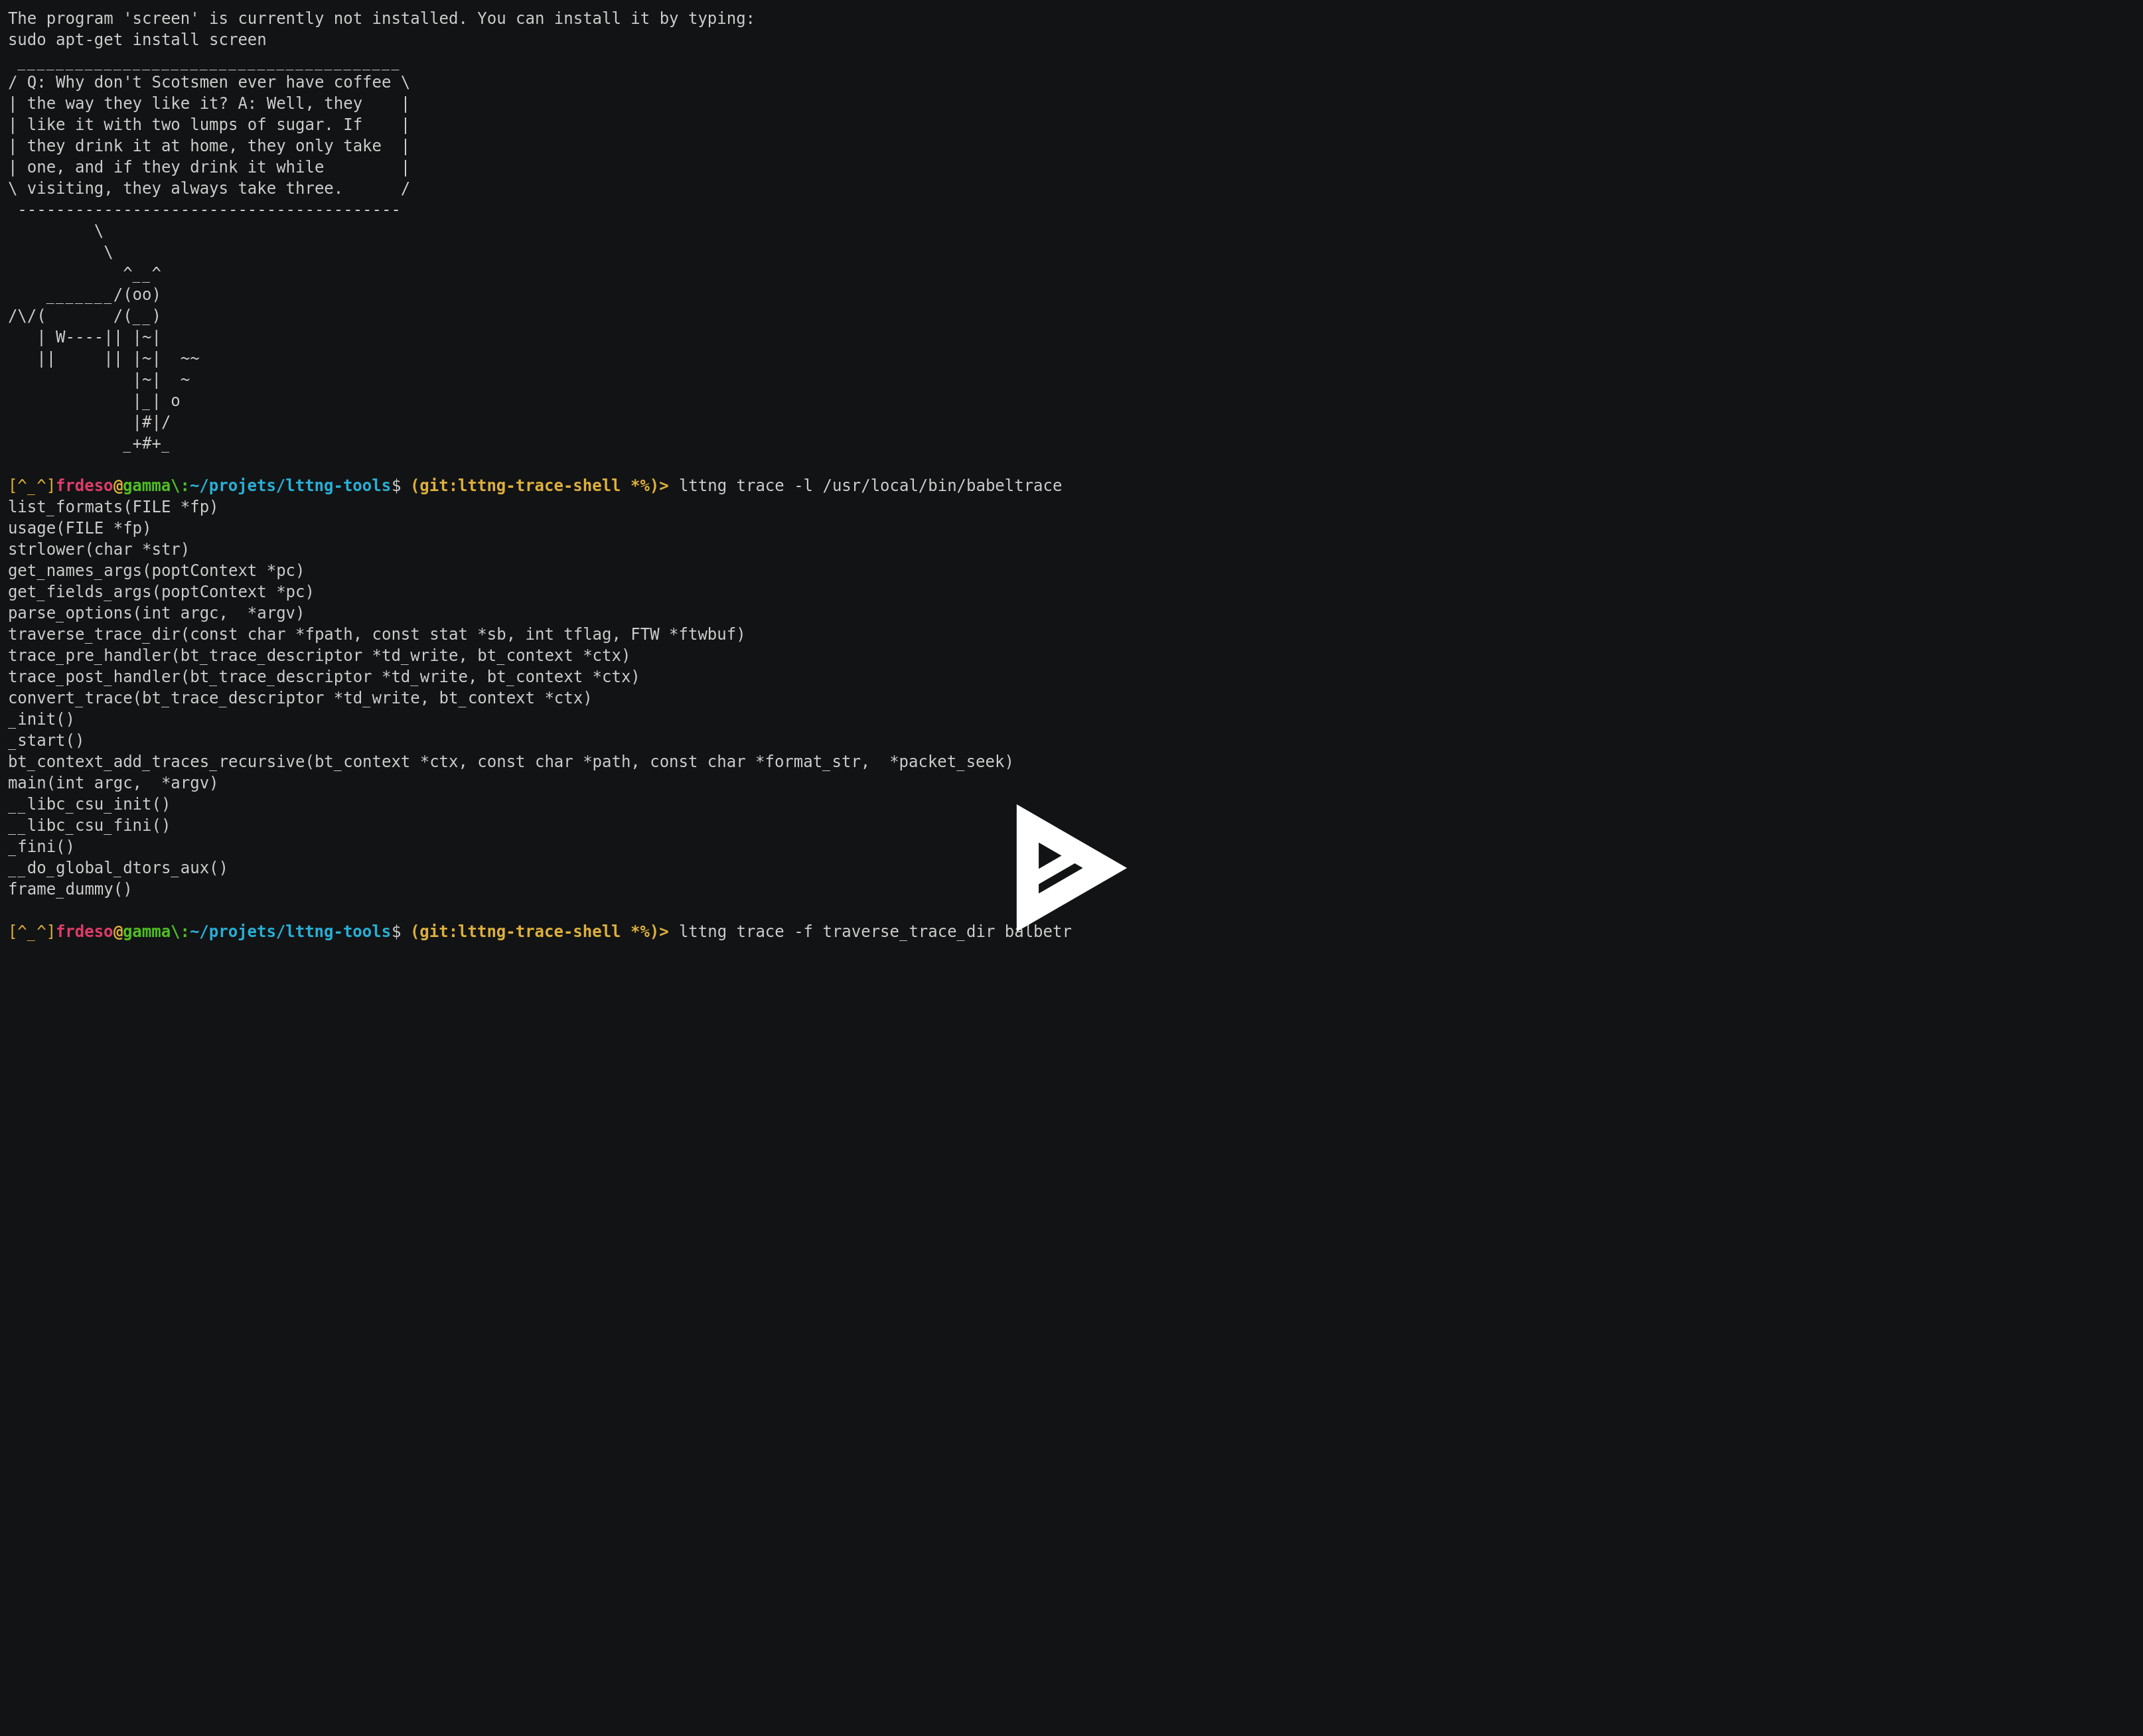 The program 'screen' is currently not installed. You can install it by typing:
sudo apt-get install screen
 ________________________________________
/ Q: Why don't Scotsmen ever have coffee \
| the way they like it? A: Well, they    |
| like it with two lumps of sugar. If    |
| they drink it at home, they only take  |
| one, and if they drink it while        |
\ visiting, they always take three.      /
 ----------------------------------------
         \
          \
            ^__^
    _______/(oo)
/\/(       /(__)
   | W----|| |~|
   ||     || |~|  ~~
             |~|  ~
             |_| o
             |#|/
            _+#+_
[^_^]frdeso@gamma\:~/projets/lttng-tools$ (git:lttng-trace-shell *%)> lttng trace -l /usr/local/bin/babeltrace
list_formats(FILE *fp)
usage(FILE *fp)
strlower(char *str)
get_names_args(poptContext *pc)
get_fields_args(poptContext *pc)
parse_options(int argc,  *argv)
traverse_trace_dir(const char *fpath, const stat *sb, int tflag, FTW *ftwbuf)
trace_pre_handler(bt_trace_descriptor *td_write, bt_context *ctx)
trace_post_handler(bt_trace_descriptor *td_write, bt_context *ctx)
convert_trace(bt_trace_descriptor *td_write, bt_context *ctx)
_init()
_start()
bt_context_add_traces_recursive(bt_context *ctx, const char *path, const char *format_str,  *packet_seek)
main(int argc,  *argv)
__libc_csu_init()
__libc_csu_fini()
_fini()
__do_global_dtors_aux()
frame_dummy()
[^_^]frdeso@gamma\:~/projets/lttng-tools$ (git:lttng-trace-shell *%)> lttng trace -f traverse_trace_dir balbetr